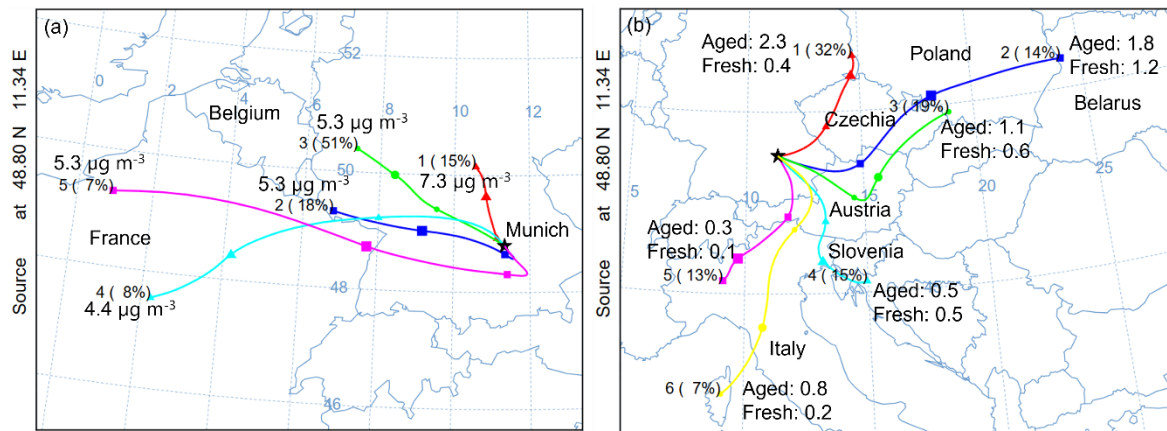 (a)
52
0
2
4
6
8
10
12
50
48
46
Belgium
5.3 µg m-3
3 (51%)
1 (15%)
7.3 µg m-3
5.3 µg m-3
5 ( 7%)
5.3 µg m-3
2 (18%)
Munich
France
4 ( 8%)
4.4 µg m-3
Source at 48.80 N 11.34 E
(b)
Aged: 2.3
Fresh: 0.4
1 (32%)
Poland
2 (14%)
Aged: 1.8
Fresh: 1.2
Belarus
3 (19%)
Czechia
Aged: 1.1
Fresh: 0.6
5
10
15
20
25
Austria
Aged: 0.3
Fresh: 0.1
5 (13%)
Slovenia
4 (15%)
Aged: 0.5
Fresh: 0.5
Italy
6 ( 7%)
Aged: 0.8
Fresh: 0.2
Source at 48.80 N 11.34 E